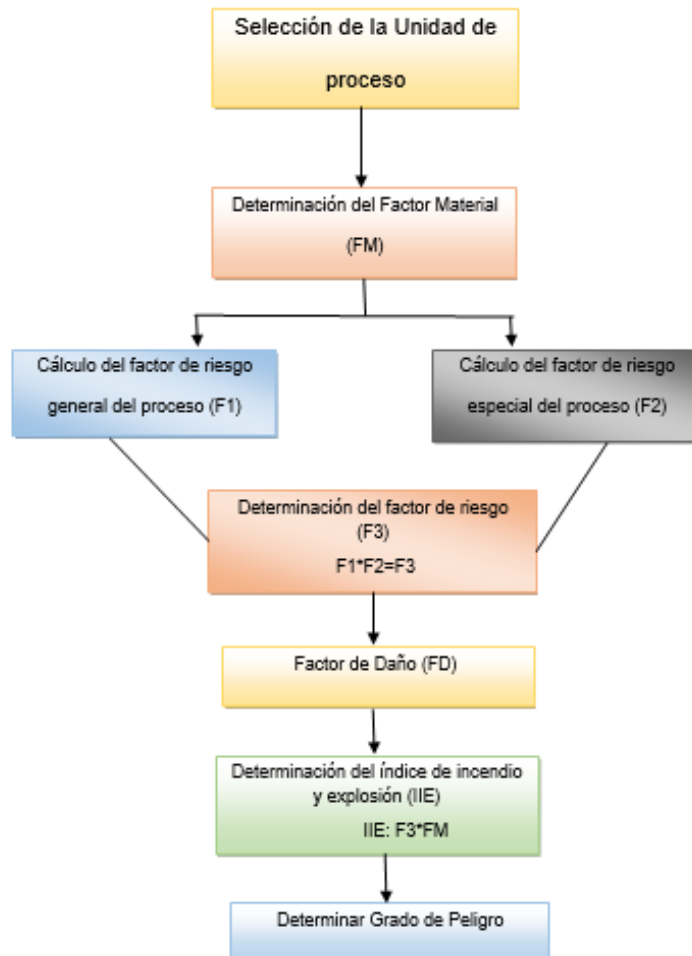 Selección de la Unidad de
proceso
Determinación del Factor Material
(FM)
Cálculo del factor de riesgo
general del proceso (F1)
Cálculo del factor de riesgo
especial del proceso (F2)
Determinación del factor de riesgo
(F3)
F1*F2=F3
Factor de Daño (FD)
Determinación del índice de incendio
y explosión (IIE)
IIE: F3*FM
Determinar Grado de Peligro